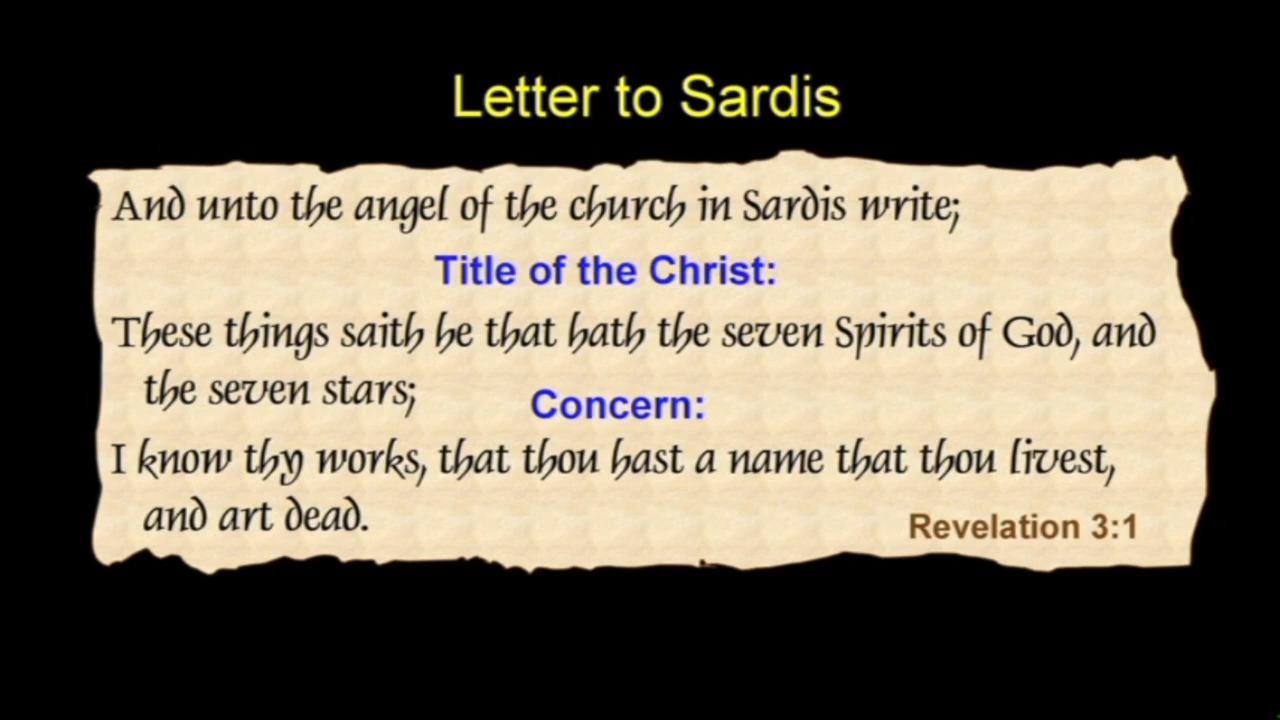 Letter to Sardis
And unto the angel of the church in Sardis write;
Title of the Christ:
These things saith he that hath the seven Spirits of God, and
the seven stars;
Concern:
I know thy works, that thou hast a name that thou livest,
and art dead.
Revelation 3:1